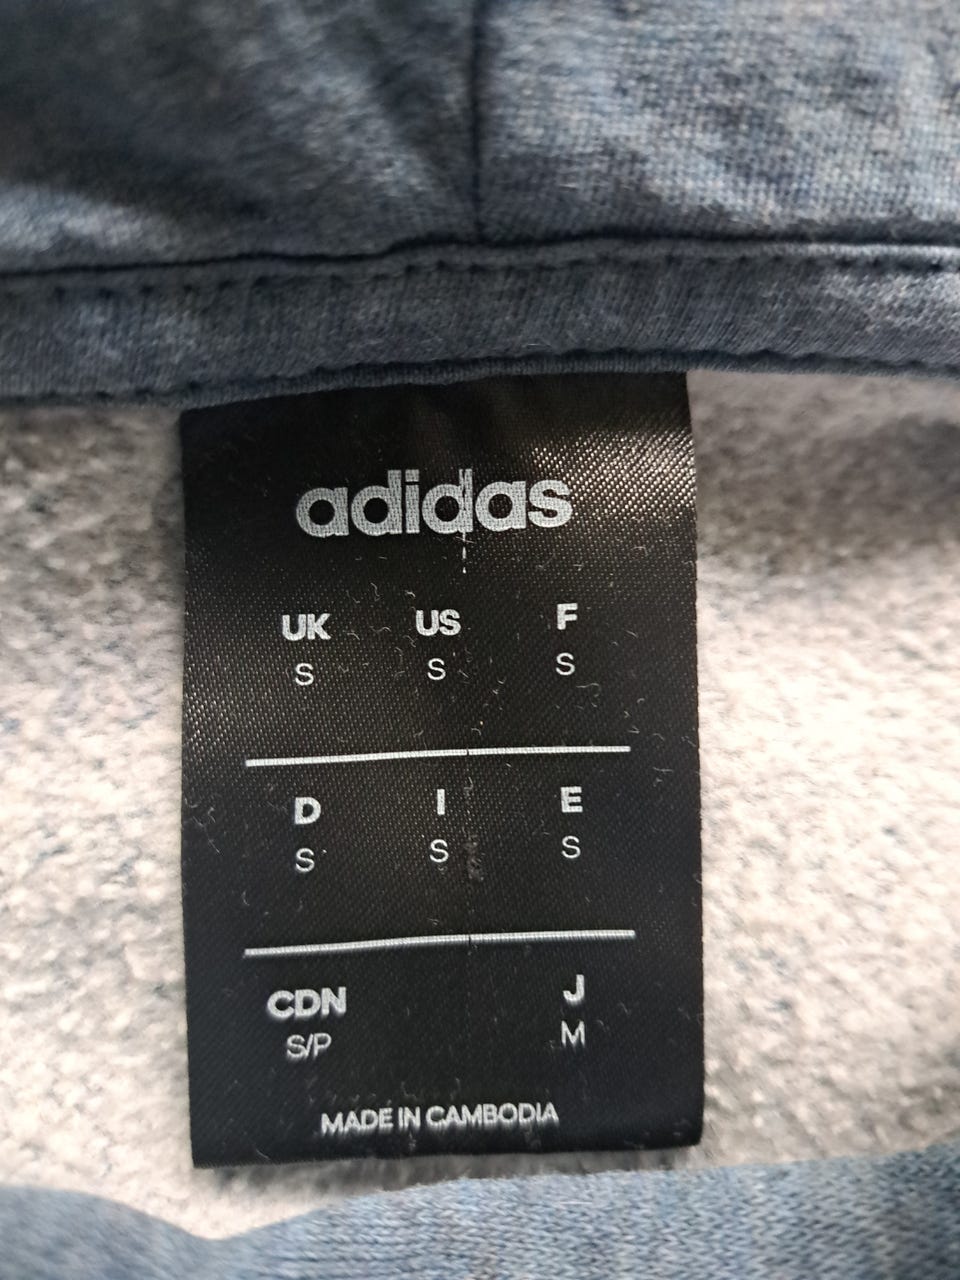 adidas
UK US F
S S S
D I E
S S S
CDN J
S/P M
MADE IN CAMBODIA